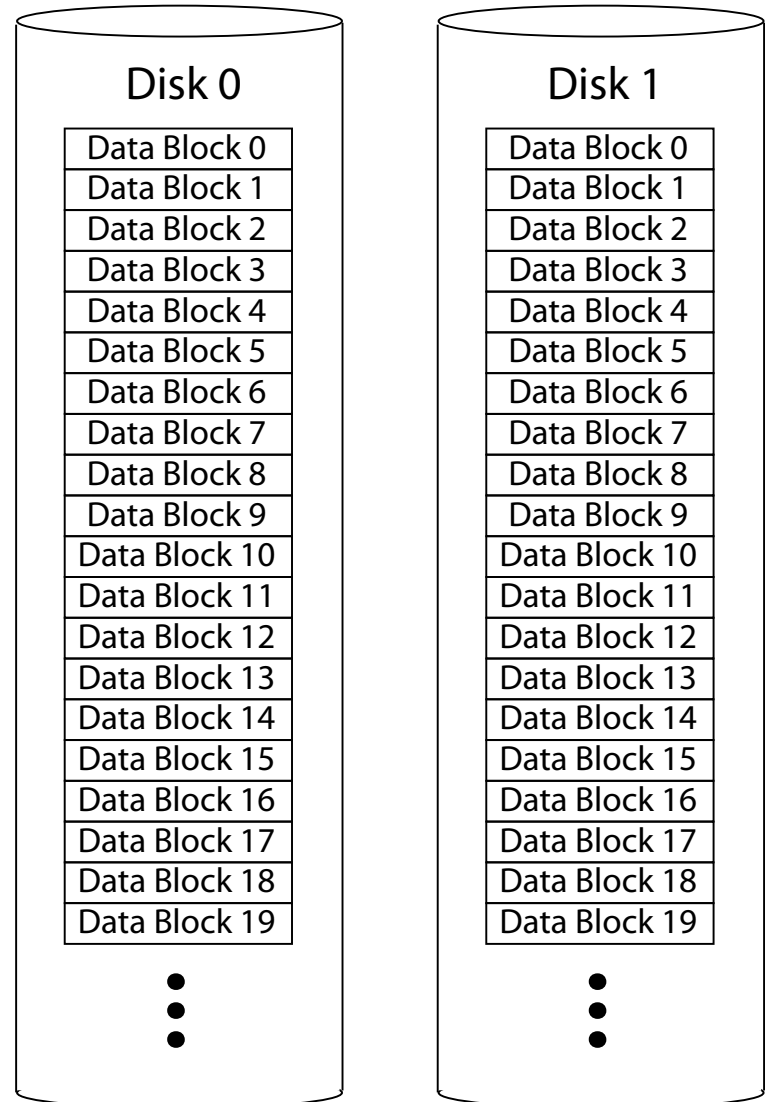 Disk 0
Data Block 0
Data Block 1
Data Block 2
Data Block 3
Data Block 4
Data Block 5
Data Block 6
Data Block 7
Data Block 8
Data Block 9
Data Block 10
Data Block 11
Data Block 12
Data Block 13
Data Block 14
Data Block 15
Data Block 16
Data Block 17
Data Block 18
Data Block 19
Disk 1
Data Block 0
Data Block 1
Data Block 2
Data Block 3
Data Block 4
Data Block 5
Data Block 6
Data Block 7
Data Block 8
Data Block 9
Data Block 10
Data Block 11
Data Block 12
Data Block 13
Data Block 14
Data Block 15
Data Block 16
Data Block 17
Data Block 18
Data Block 19